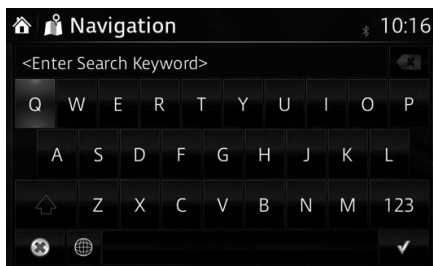 Navigation 10:16
<Enter Search Keyword>
Q W E R T Y U I O P
A S D F G H J K L
Z X C V B N M 123